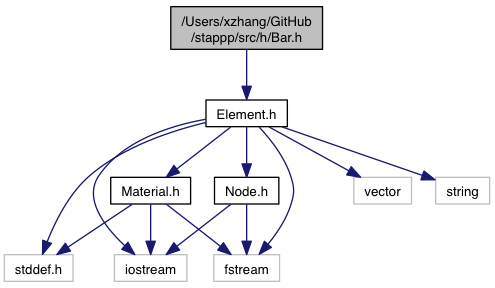 /Users/xzhang/GitHub
/stappp/src/h/Bar.h
Element.h
Material.h
Node.h
vector
string
stddef.h
iostream
fstream